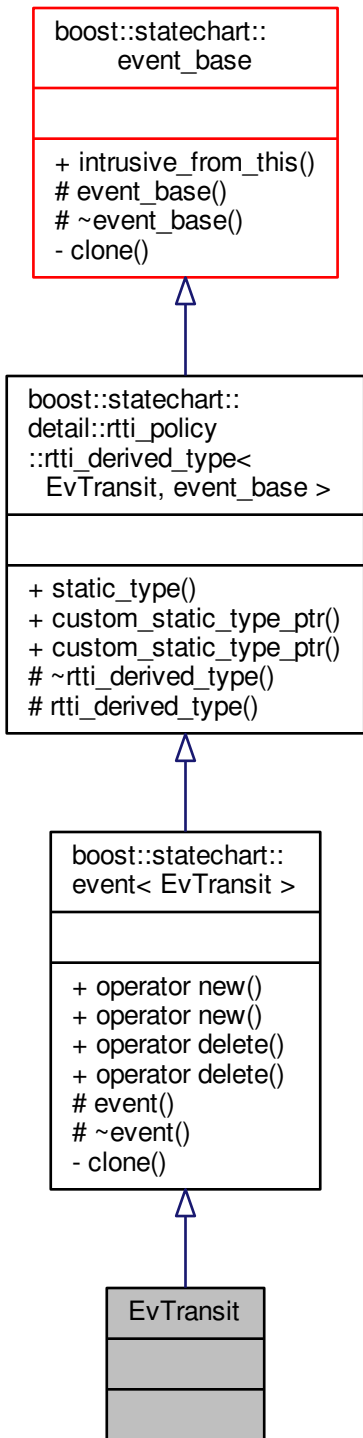 boost::statechart::
event_base
+ intrusive_from_this()
# event_base()
# ~event_base()
- clone()
boost::statechart::
detail::rtti_policy
::rtti_derived_type<
EvTransit, event_base >
+ static_type()
+ custom_static_type_ptr()
+ custom_static_type_ptr()
# ~rtti_derived_type()
# rtti_derived_type()
boost::statechart::
event< EvTransit >
+ operator new()
+ operator new()
+ operator delete()
+ operator delete()
# event()
# ~event()
- clone()
EvTransit